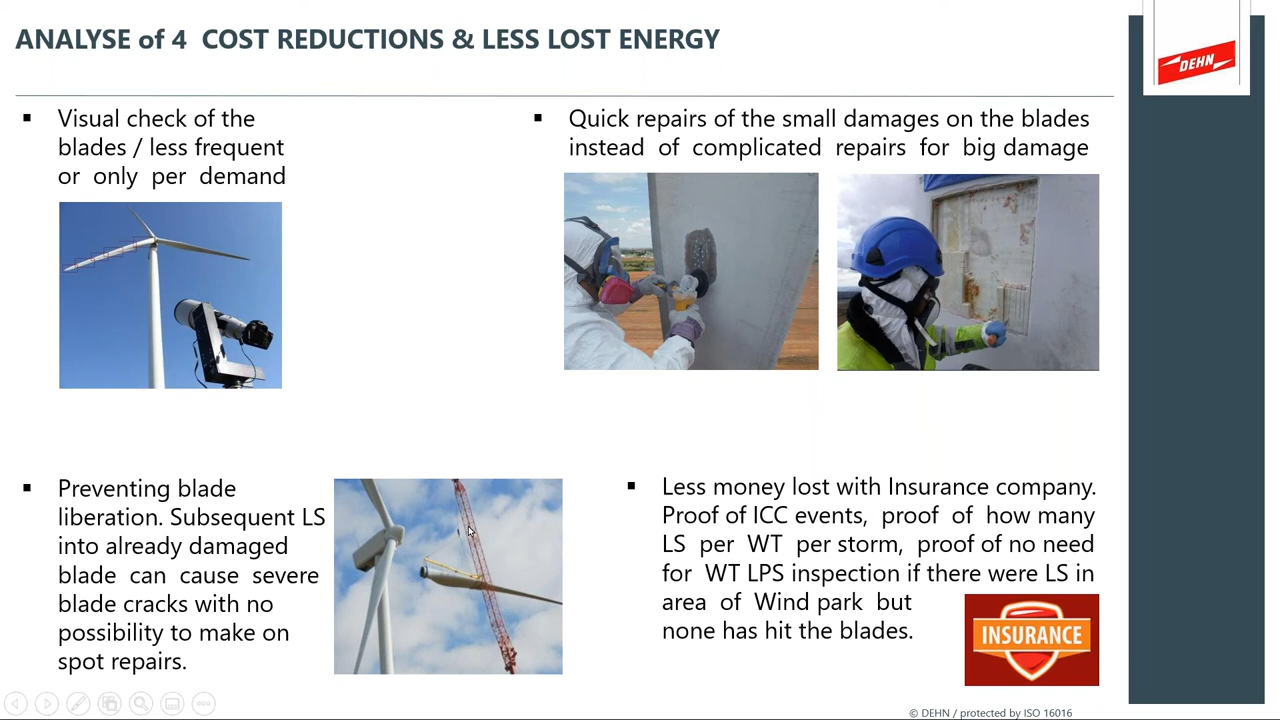 ANALYSE of 4 COST REDUCTIONS & LESS LOST ENERGY
DEHN
▪ Visual check of the
blades / less frequent
or only per demand
▪ Quick repairs of the small damages on the blades
instead of complicated repairs for big damage
▪ Preventing blade
liberation. Subsequent LS
into already damaged
blade can cause severe
blade cracks with no
possibility to make on
spot repairs.
▪ Less money lost with Insurance company.
Proof of ICC events, proof of how many
LS per WT per storm, proof of no need
for WT LPS inspection if there were LS in
area of Wind park but
none has hit the blades.
INSURANCE
© DEHN / protected by ISO 16016